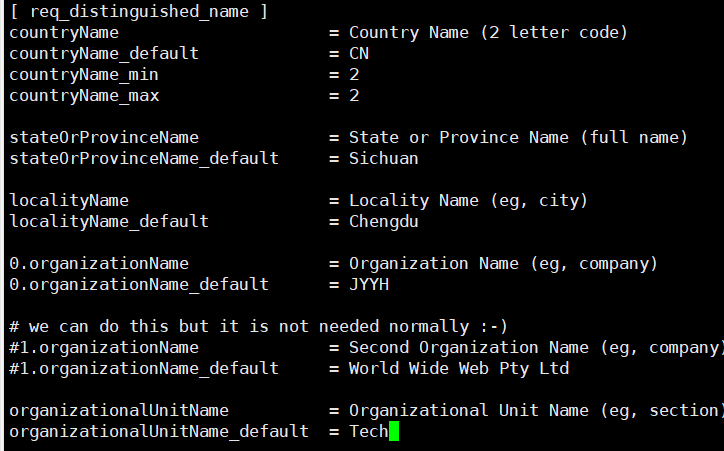 [ req_distinguished_name ]
countryName                     = Country Name (2 letter code)
countryName_default             = CN
countryName_min                 = 2
countryName_max                 = 2
stateOrProvinceName             = State or Province Name (full name)
stateOrProvinceName_default     = Sichuan
localityName                    = Locality Name (eg, city)
localityName_default            = Chengdu
0.organizationName              = Organization Name (eg, company)
0.organizationName_default      = JYYH
# we can do this but it is not needed normally :-)
#1.organizationName             = Second Organization Name (eg, company)
#1.organizationName_default     = World Wide Web Pty Ltd
organizationalUnitName          = Organizational Unit Name (eg, section)
organizationalUnitName_default  = Tech